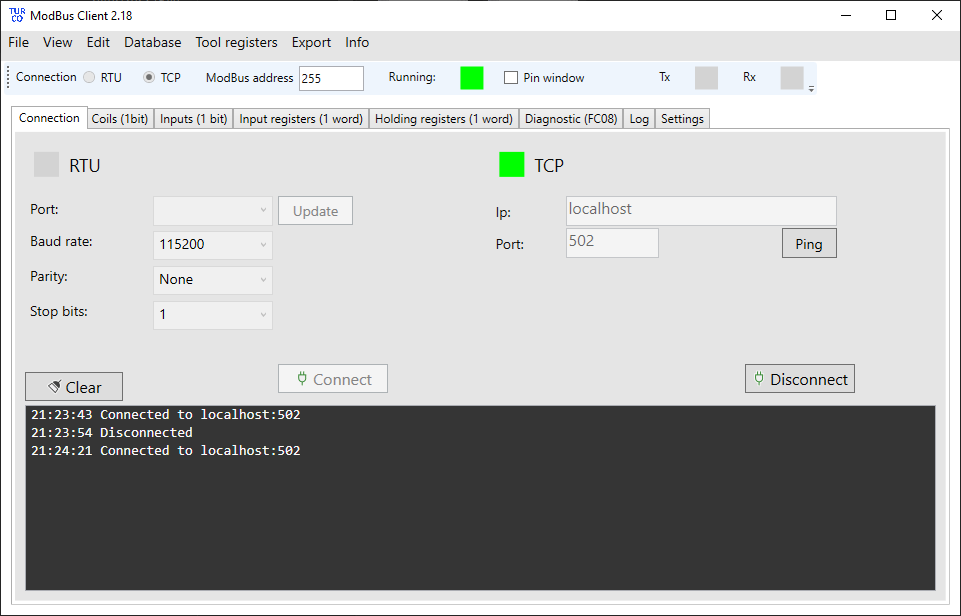 TUR
CO
ModBus Client 2.18
File View Edit Database Tool registers Export Info
Connection RTU TCP ModBus address 255 Running: Pin window Tx Rx
Connection Coils (1bit) Inputs (1 bit) Input registers (1 word) Holding registers (1 word) Diagnostic (FC08) Log Settings
RTU
Port:
Update
Baud rate: 115200
Parity: None
Stop bits: 1
TCP
Ip: localhost
Port: 502
Ping
Clear
Connect
Disconnect
21:23:43 Connected to localhost:502
21:23:54 Disconnected
21:24:21 Connected to localhost:502